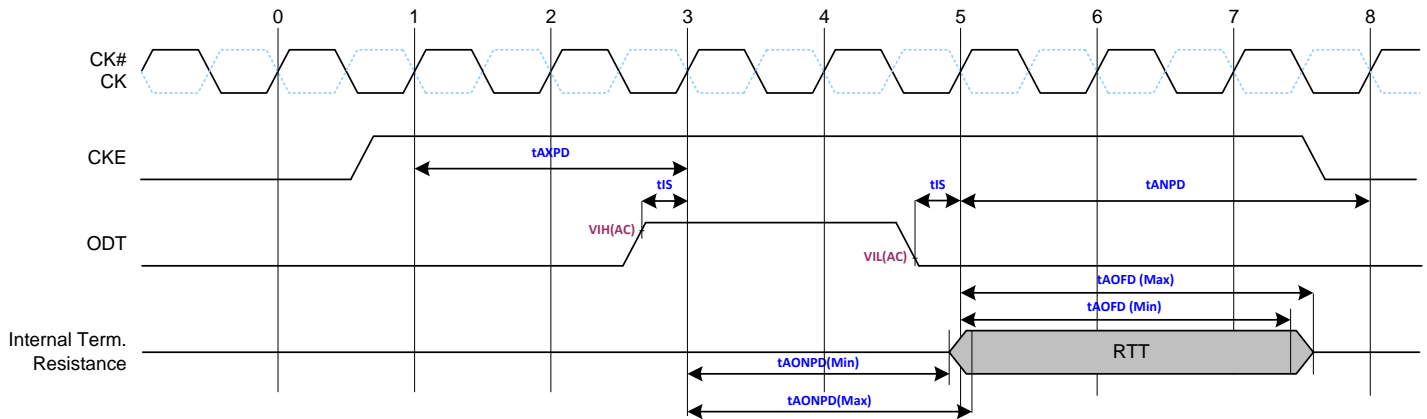 0 1 2 3 4 5 6 7 8
CK#
CK
CKE
tAXPD
tIS
tIS
tANPD
VIH(AC)
ODT
VIL(AC)
tAOFD (Max)
tAOFD (Min)
Internal Term.
Resistance
RTT
tAONPD(Min)
tAONPD(Max)